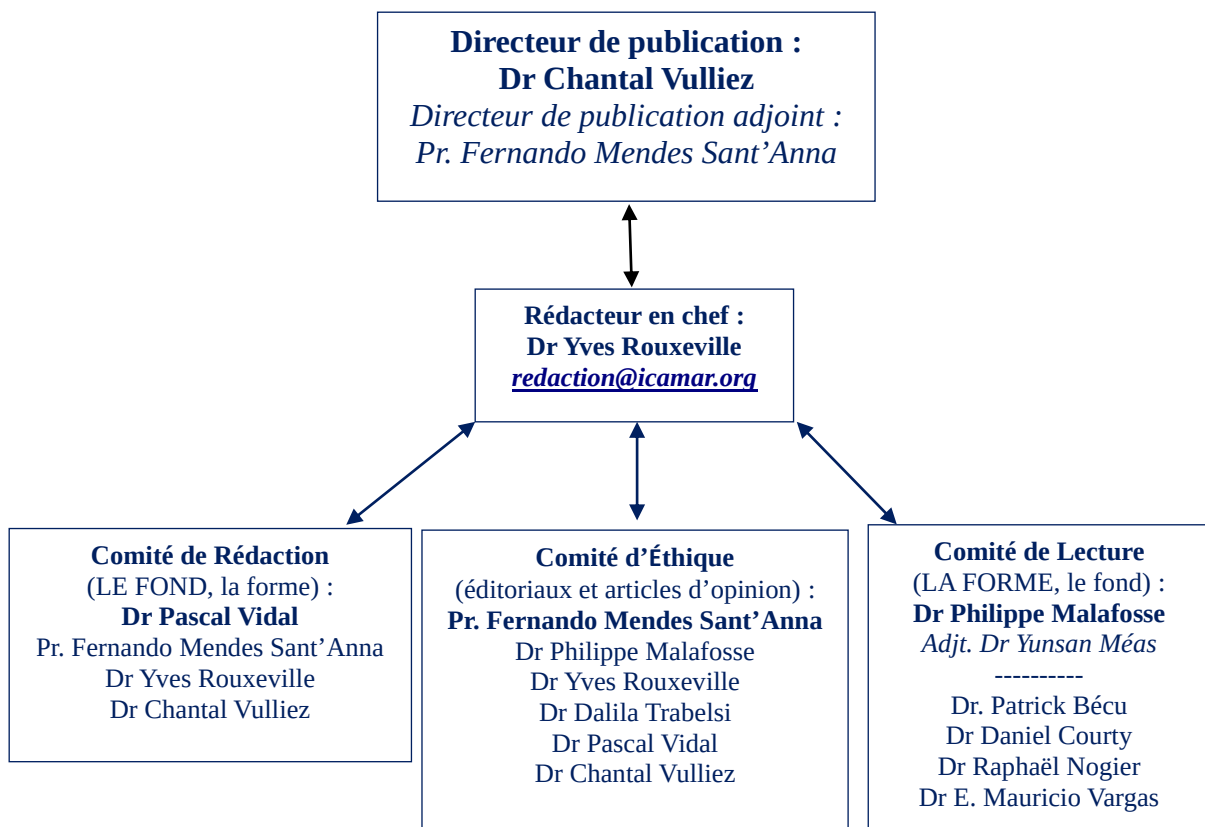 Directeur de publication :
Dr Chantal Vulliez
Directeur de publication adjoint :
Pr. Fernando Mendes Sant’Anna
Rédacteur en chef :
Dr Yves Rouxeville
redaction@icamar.org
Comité de Rédaction
(LE FOND, la forme) :
Dr Pascal Vidal
Pr. Fernando Mendes Sant’Anna
Dr Yves Rouxeville
Dr Chantal Vulliez
Comité d’Éthique
(éditoriaux et articles d’opinion) :
Pr. Fernando Mendes Sant’Anna
Dr Philippe Malafosse
Dr Yves Rouxeville
Dr Dalila Trabelsi
Dr Pascal Vidal
Dr Chantal Vulliez
Comité de Lecture
(LA FORME, le fond) :
Dr Philippe Malafosse
Adjt. Dr Yunsan Méas
----------
Dr. Patrick Bécu
Dr Daniel Courty
Dr Raphaël Nogier
Dr E. Mauricio Vargas